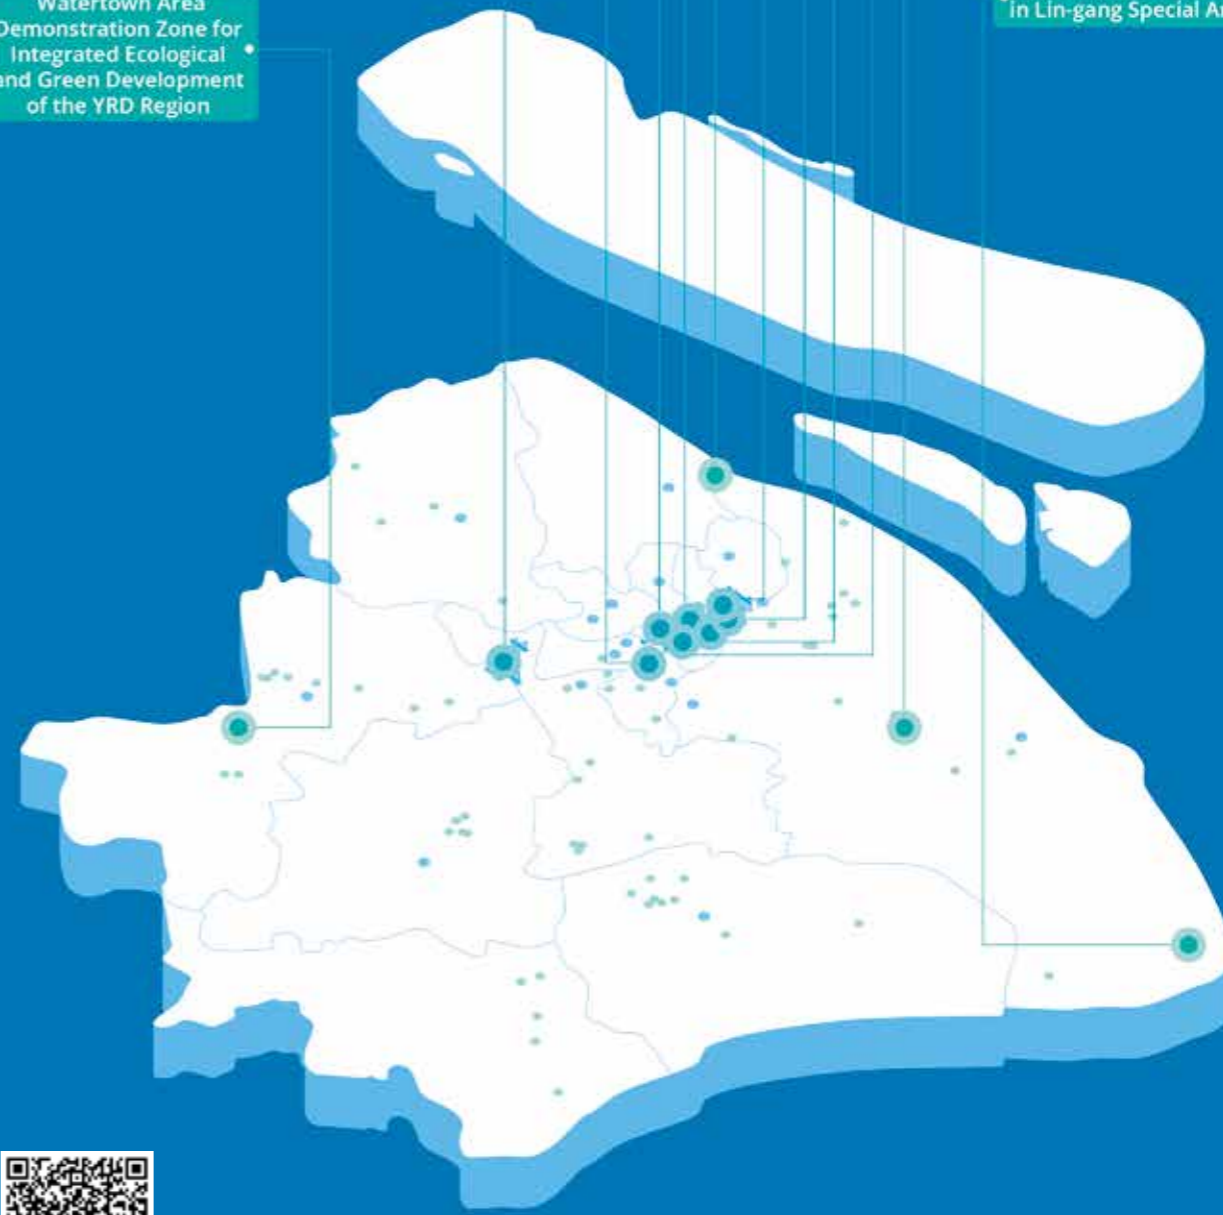 Watertown Area
Demonstration Zone for
Integrated Ecological
and Green Development
of the YRD Region
in Lin-gang Special